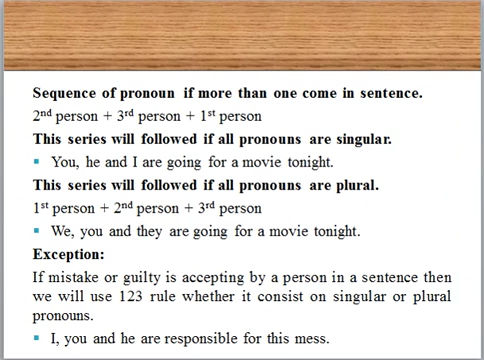 Sequence of pronoun if more than one come in sentence.
2nd person + 3rd person + 1st person
This series will followed if all pronouns are singular.
▪ You, he and I are going for a movie tonight.
This series will followed if all pronouns are plural.
1st person + 2nd person + 3rd person
▪ We, you and they are going for a movie tonight.
Exception:
If mistake or guilty is accepting by a person in a sentence then
we will use 123 rule whether it consist on singular or plural
pronouns.
▪ I, you and he are responsible for this mess.